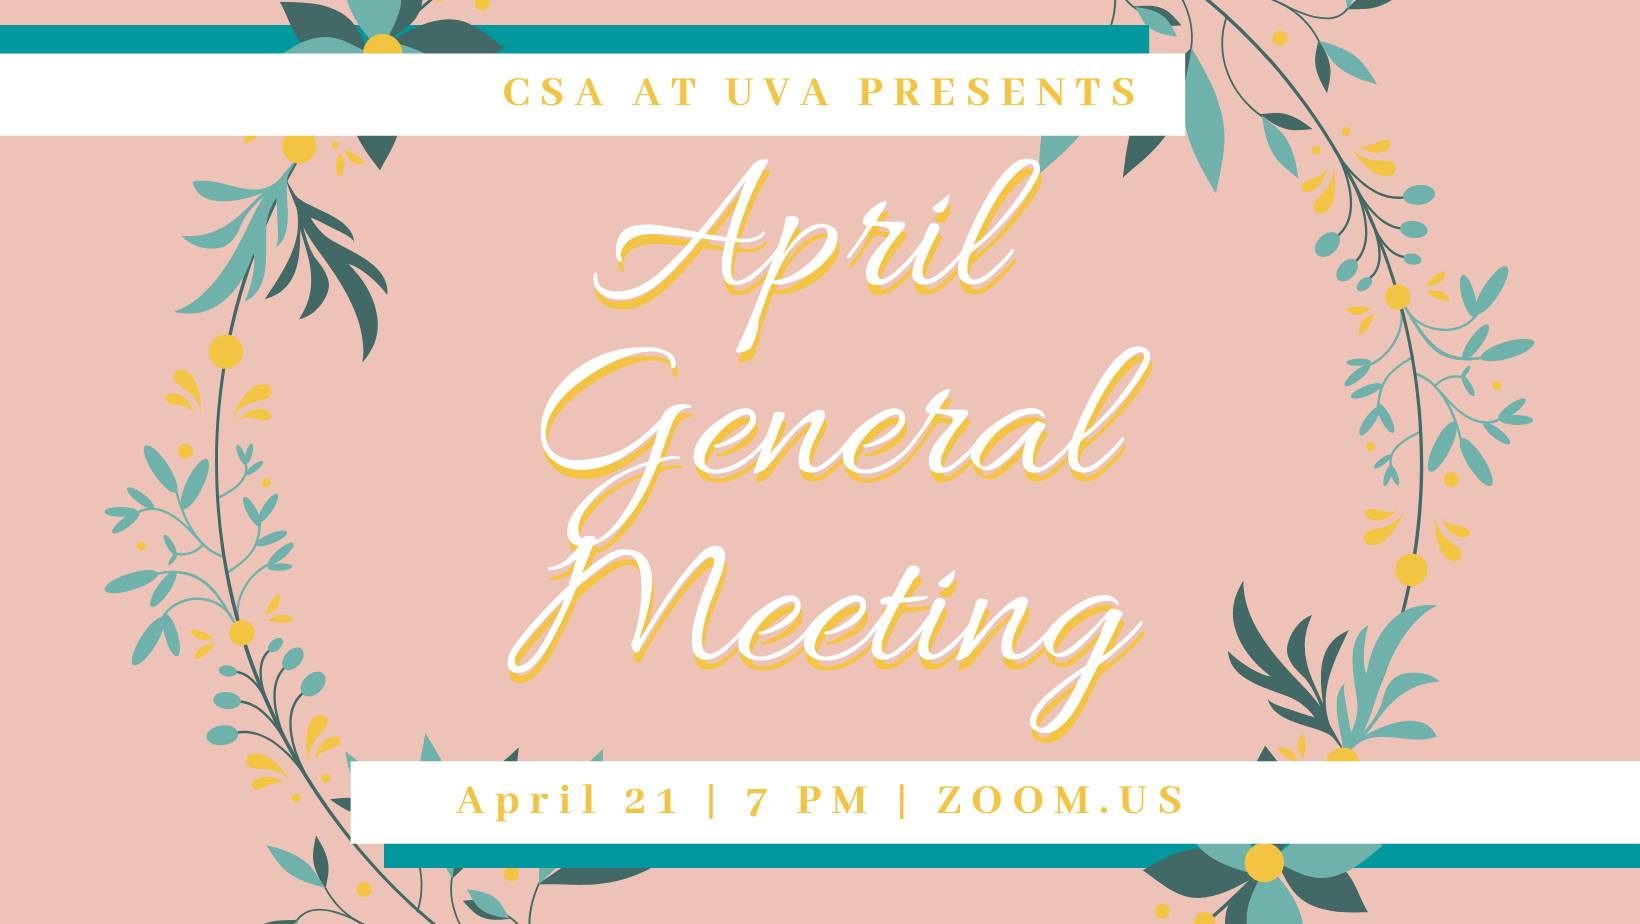 CSA AT UVA PRESENTS
April
General
Meeting
April 21 | 7 PM | ZOOM.US